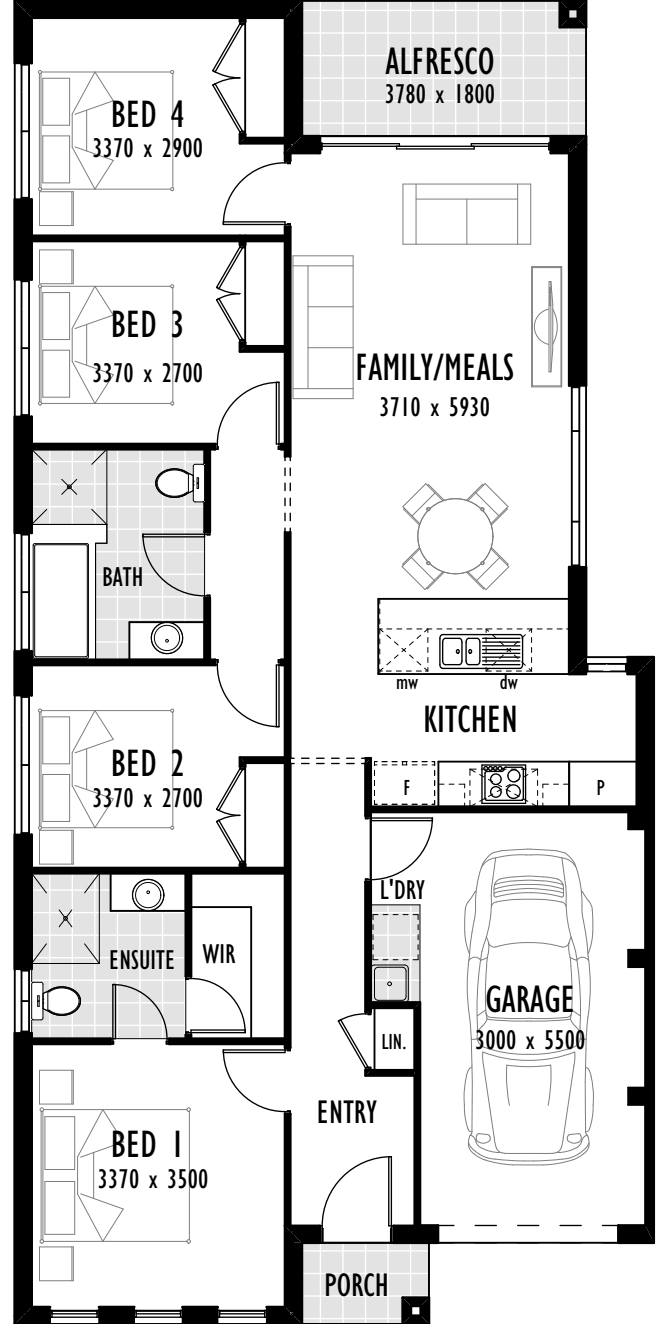 ALFRESCO
3780 x 1800
BED 4
3370 x 2900
BED 3
3370 x 2700
FAMILY/MEALS
3710 x 5930
BATH
mw
dw
KITCHEN
BED 2
3370 x 2700
F
P
L'DRY
ENSUITE
WIR
GARAGE
3000 x 5500
LIN.
ENTRY
BED 1
3370 x 3500
PORCH